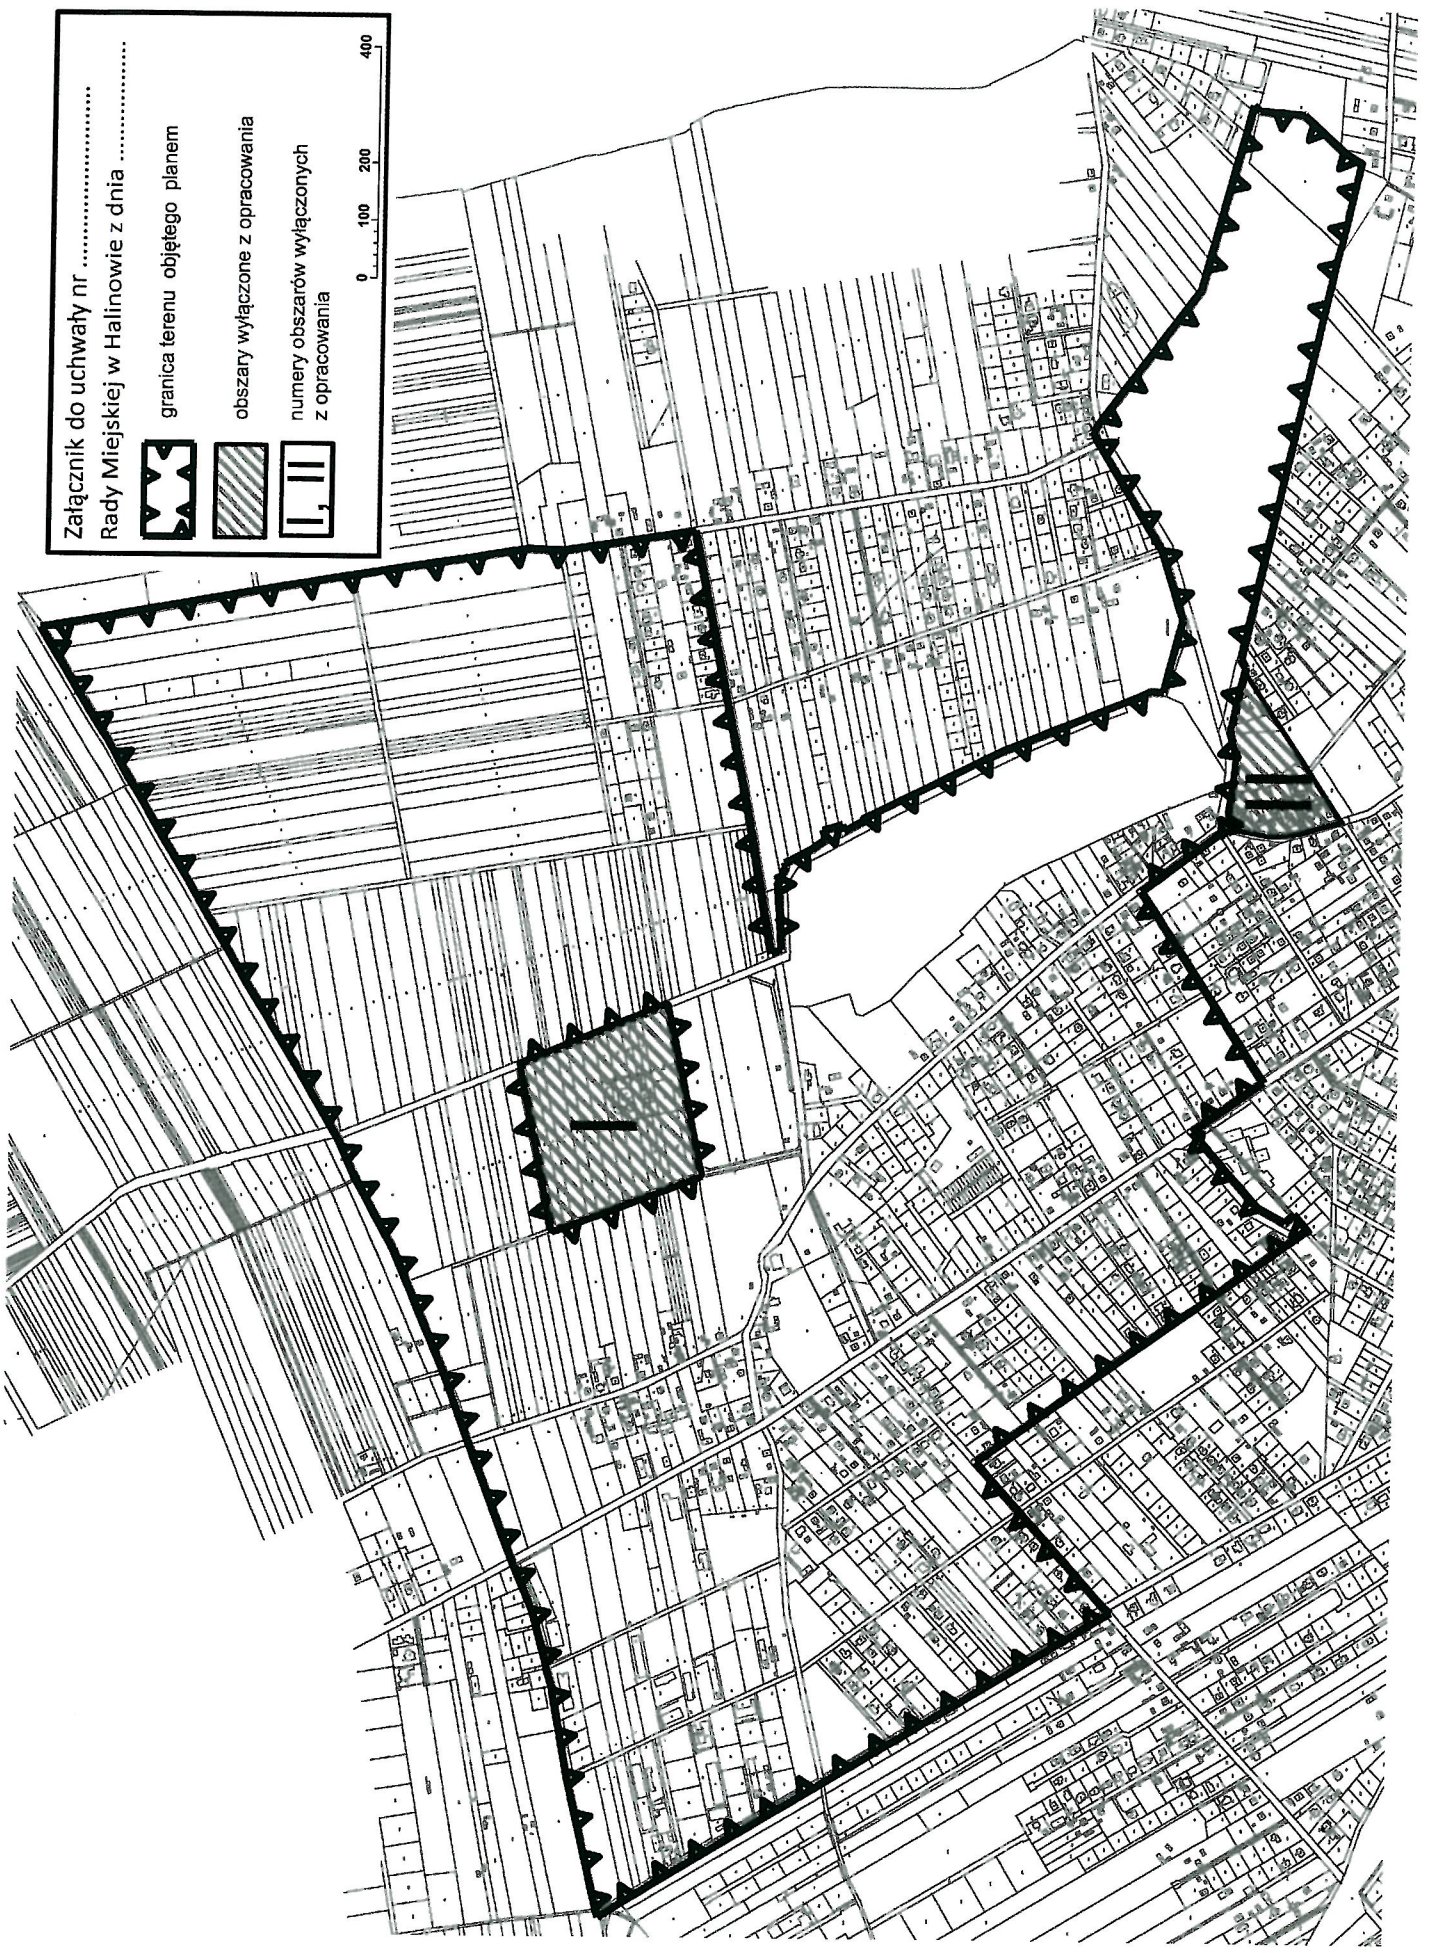 Załącznik do uchwały nr ................................
Rady Miejskiej w Halinowie z dnia ....................
granica terenu objętego planem
obszary wyłączone z opracowania
I, II
numery obszarów wyłączonych
z opracowania
0 100 200 400
I
II